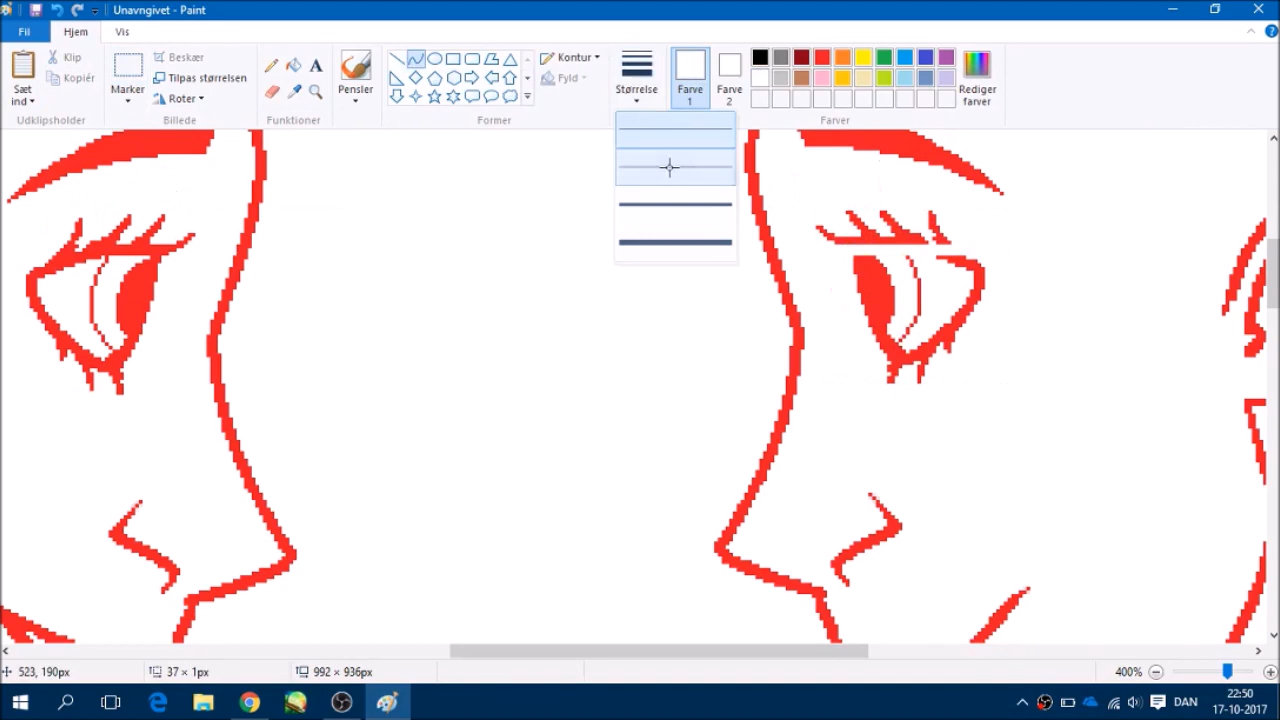 Unavngivet - Paint
Fil
Hjem
Vis
Sæt ind
Klip
Kopiér
Udklipsholder
Marker
Beskær
Tilpas størrelsen
Roter
Billede
A
Funktioner
Pensler
Kontur
Fyld
Former
Størrelse
Farve 1
Farve 2
Rediger farver
Farver
523, 190px
37 × 1px
992 × 936px
400%
DAN
22:50
17-10-2017